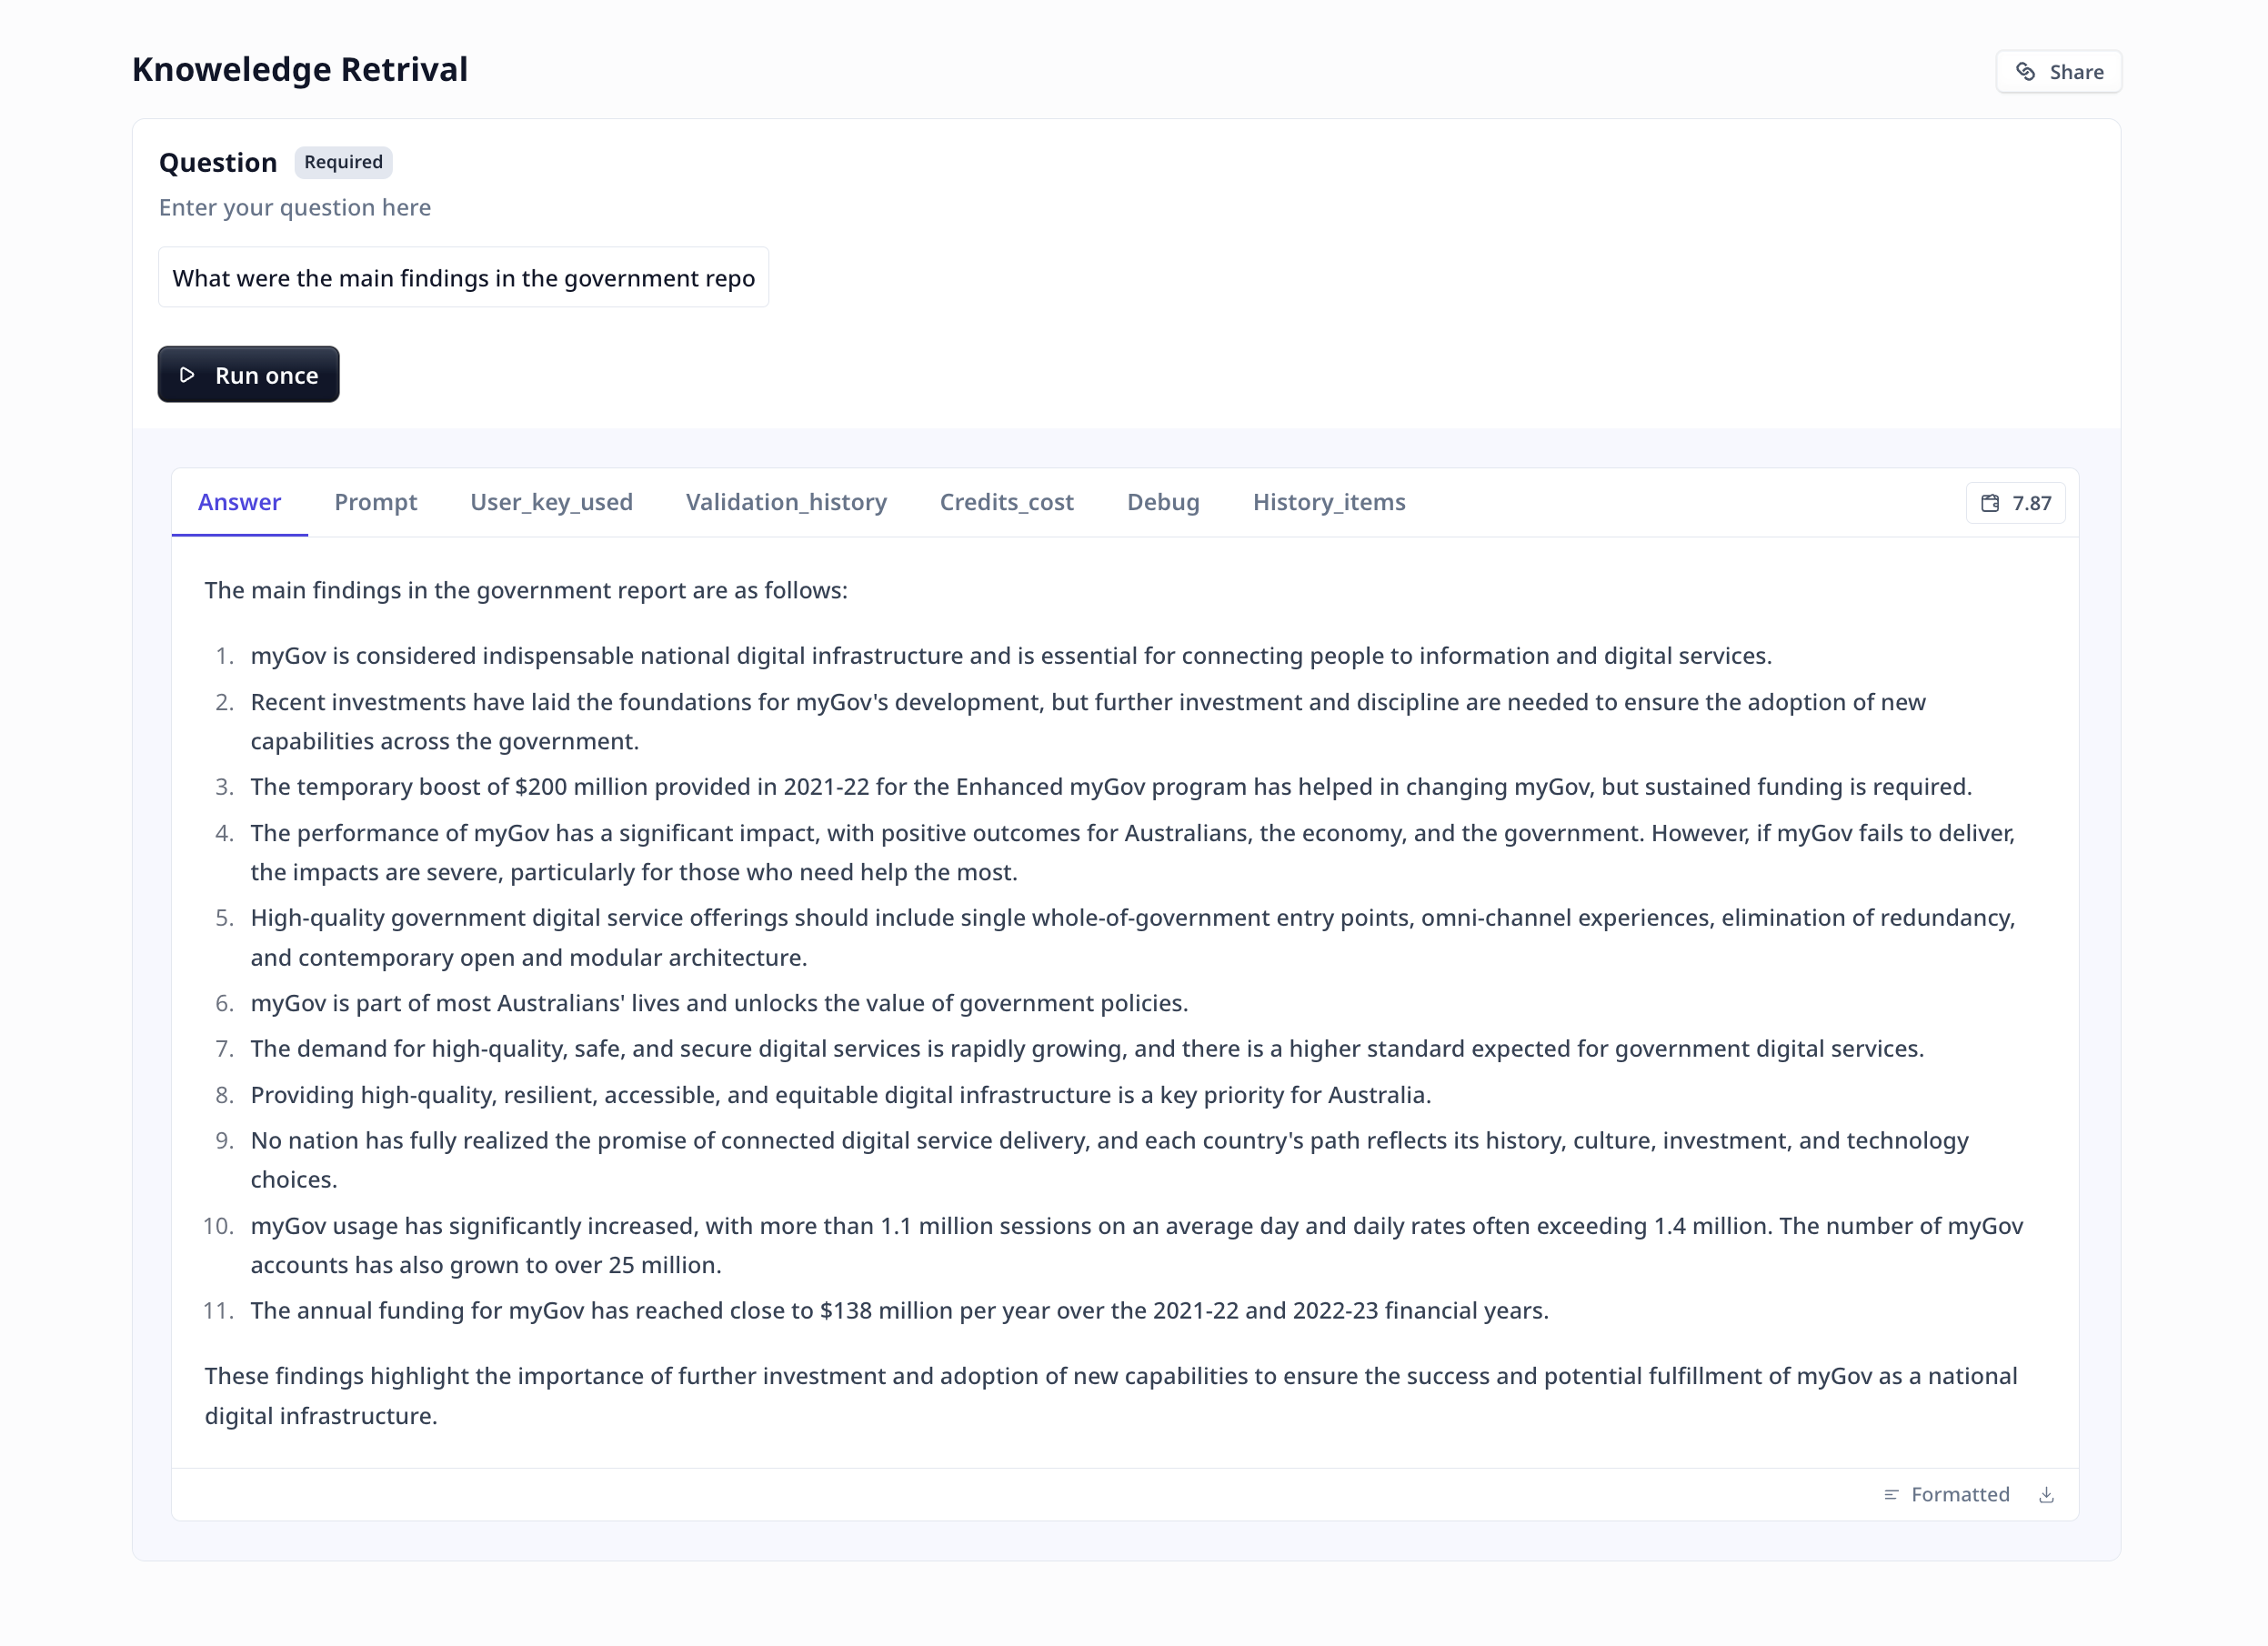 Knoweledge Retrival
Share
Question Required
Enter your question here
What were the main findings in the government repo
Run once
Answer Prompt User_key_used Validation_history Credits_cost Debug History_items 7.87
The main findings in the government report are as follows:
1. myGov is considered indispensable national digital infrastructure and is essential for connecting people to information and digital services.
2. Recent investments have laid the foundations for myGov's development, but further investment and discipline are needed to ensure the adoption of new
capabilities across the government.
3. The temporary boost of $200 million provided in 2021-22 for the Enhanced myGov program has helped in changing myGov, but sustained funding is required.
4. The performance of myGov has a significant impact, with positive outcomes for Australians, the economy, and the government. However, if myGov fails to deliver,
the impacts are severe, particularly for those who need help the most.
5. High-quality government digital service offerings should include single whole-of-government entry points, omni-channel experiences, elimination of redundancy,
and contemporary open and modular architecture.
6. myGov is part of most Australians' lives and unlocks the value of government policies.
7. The demand for high-quality, safe, and secure digital services is rapidly growing, and there is a higher standard expected for government digital services.
8. Providing high-quality, resilient, accessible, and equitable digital infrastructure is a key priority for Australia.
9. No nation has fully realized the promise of connected digital service delivery, and each country's path reflects its history, culture, investment, and technology
choices.
10. myGov usage has significantly increased, with more than 1.1 million sessions on an average day and daily rates often exceeding 1.4 million. The number of myGov
accounts has also grown to over 25 million.
11. The annual funding for myGov has reached close to $138 million per year over the 2021-22 and 2022-23 financial years.
These findings highlight the importance of further investment and adoption of new capabilities to ensure the success and potential fulfillment of myGov as a national
digital infrastructure.
Formatted